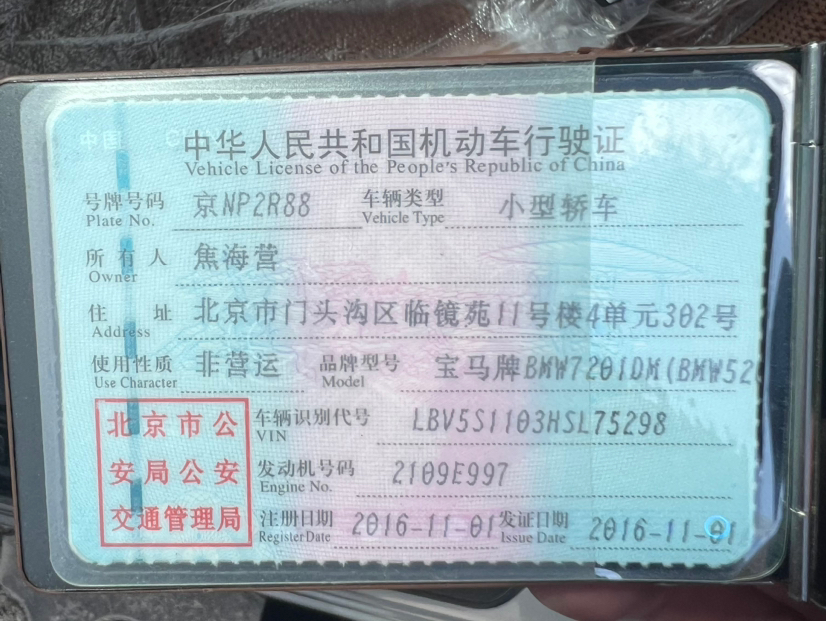 中国
中华人民共和国机动车行驶证
Vehicle License of the People's Republic of China
号牌号码 京NP2R88 车辆类型 小型轿车
Plate No. Vehicle Type
所有人 焦海营
Owner
住址 北京市门头沟区临镜苑11号楼4单元302号
Address
使用性质 非营运 品牌型号 宝马牌BMW7201DM(BMW52
Use Character Model
北京市公 车辆识别代号 LBV5S1103HSL75298
VIN
安局公安 发动机号码 2109E997
Engine No.
交通管理局 注册日期 2016-11-01 发证日期 2016-11-01
Register Date Issue Date